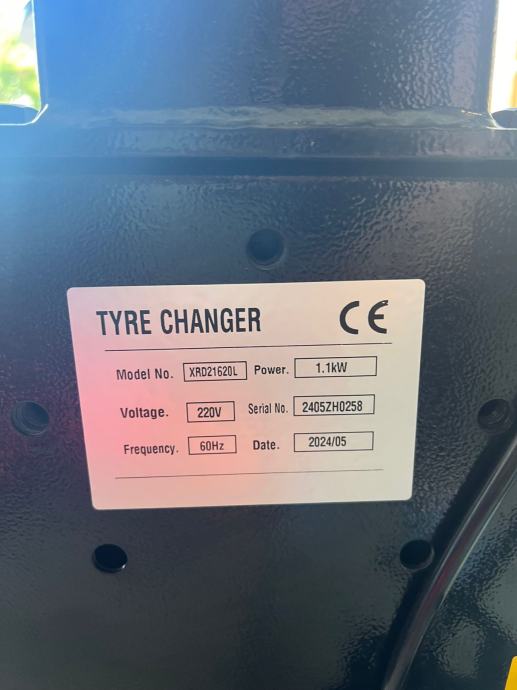 TYRE CHANGER CE
Model No. XRD21620L Power. 1.1kW
Voltage. 220V Serial No. 2405ZH0258
Frequency. 60Hz Date. 2024/05